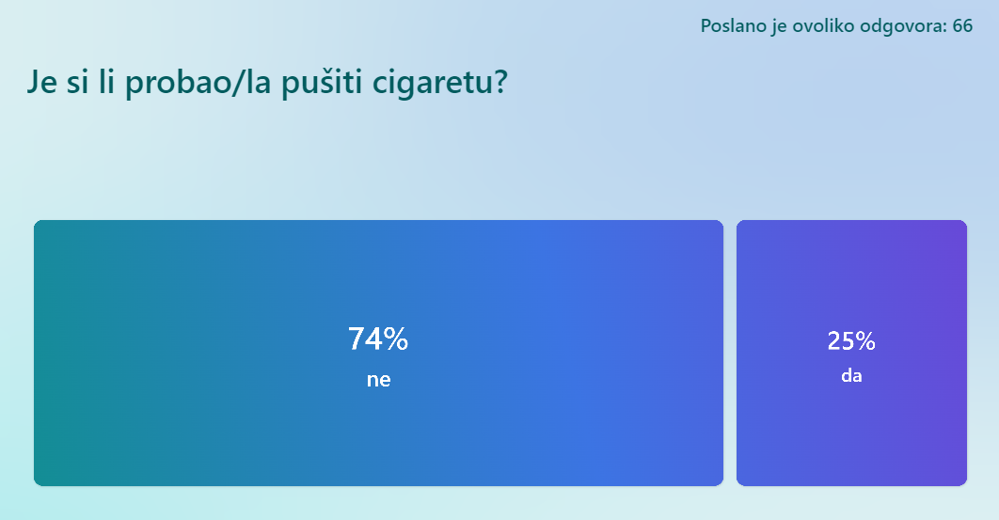 Poslano je ovoliko odgovora: 66
Je si li probao/la pušiti cigaretu?
74%
ne
25%
da